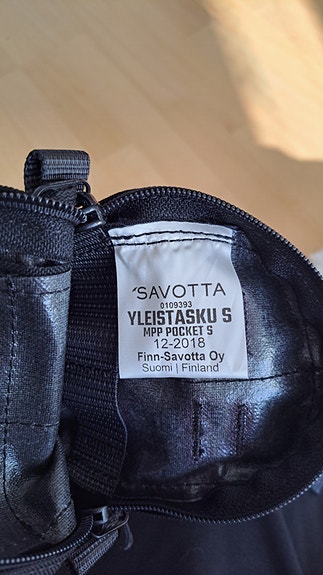 SAVOTTA
0109393
YLEISTASKU S
MPP POCKET S
12-2018
Finn-Savotta Oy
Suomi | Finland